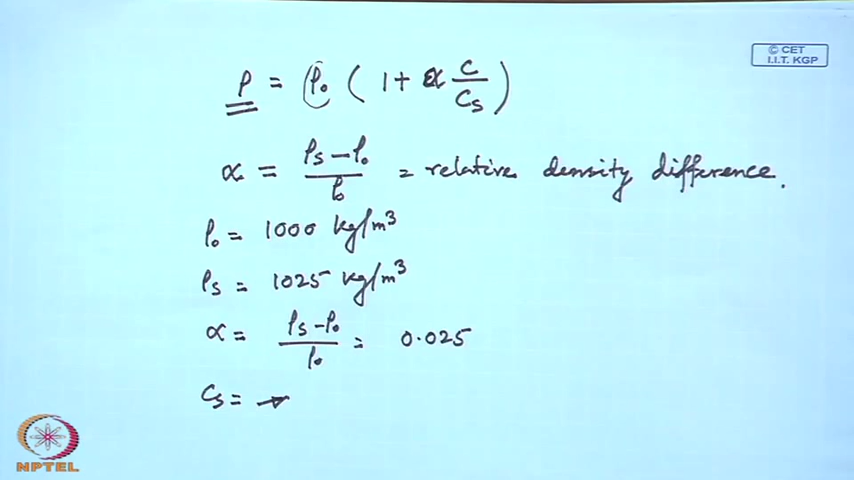 © CET
I.I.T. KGP
ρ = ρ₀ ( 1 + α C/Cs )
α = (ρs - ρ₀)/ρ₀ = relative density difference.
ρ₀ = 1000 kg/m³
ρs = 1025 kg/m³
α = (ρs - ρ₀)/ρ₀ = 0.025
Cs = →
NPTEL